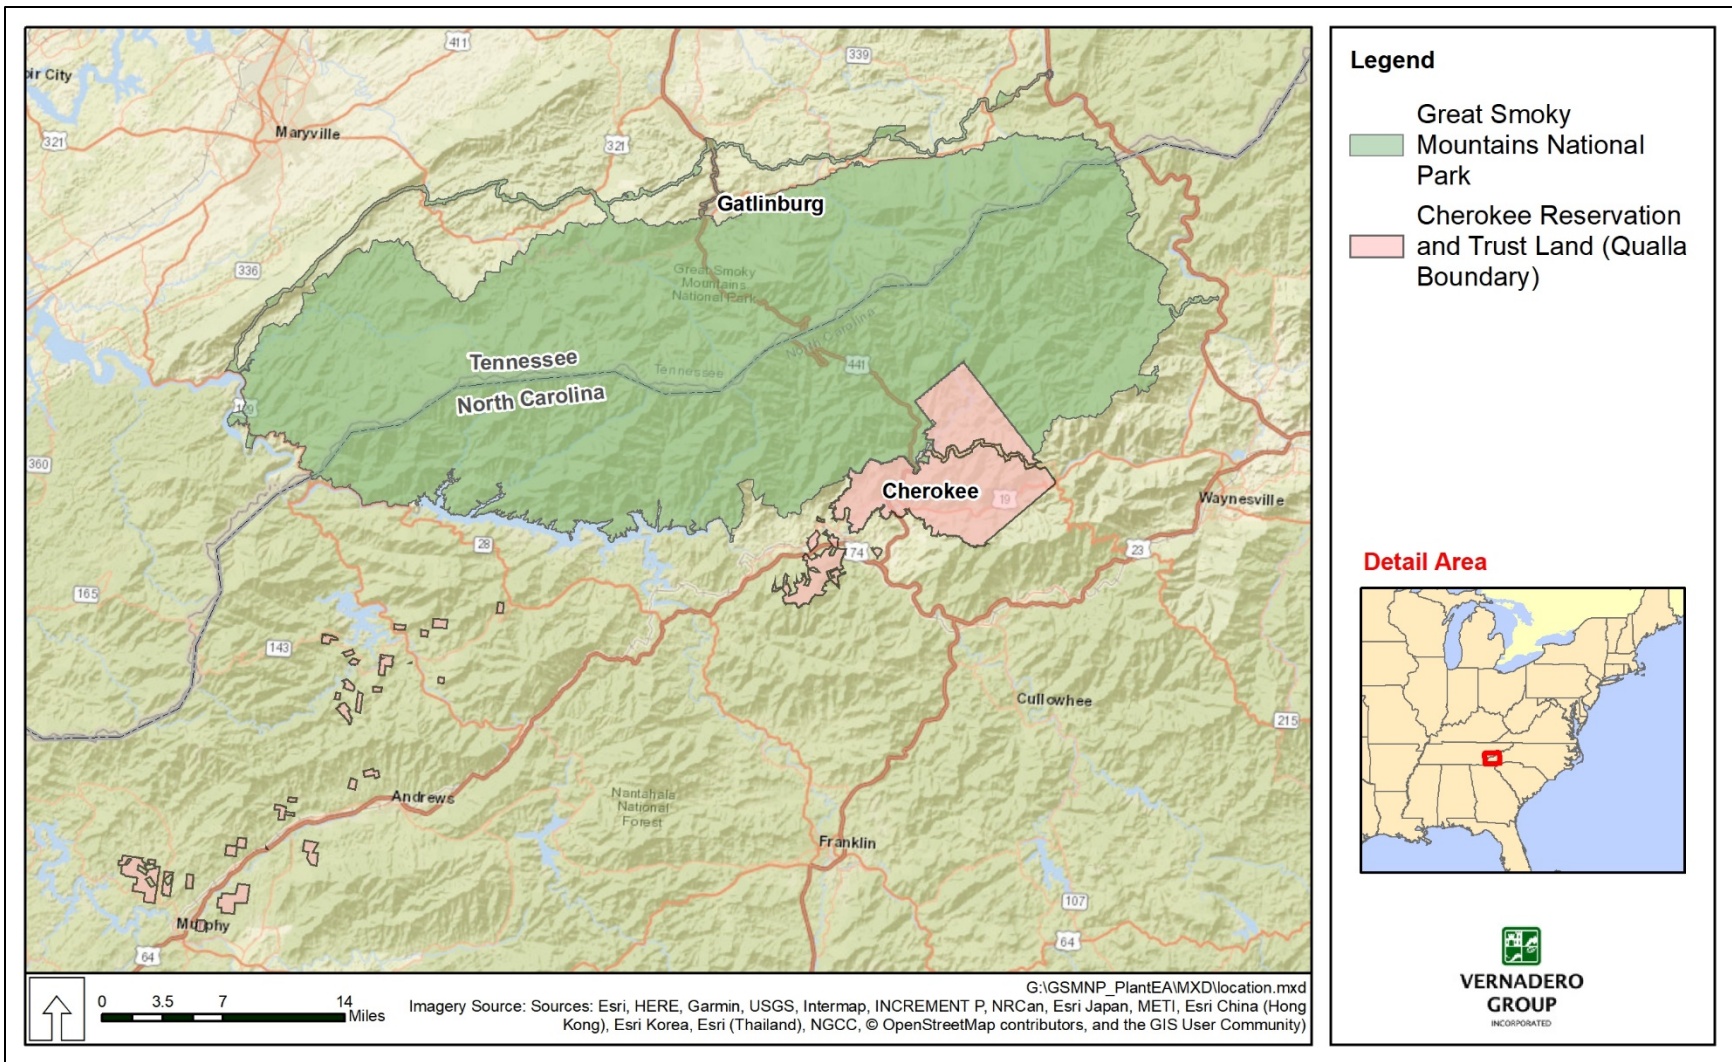 411
339
oir City
Maryville
321
321
Gatlinburg
336
Great Smoky
Mountains
National Park
North Carolina
Tennessee
Tennessee
441
North Carolina
129
360
Cherokee
19
Waynesville
28
74
23
165
143
Cullowhee
215
Andrews
Nantahala
National
Forest
Franklin
107
Murphy
64
64
0 3.5 7 14
Miles
G:\GSMNP_PlantEA\MXD\location.mxd
Imagery Source: Sources: Esri, HERE, Garmin, USGS, Intermap, INCREMENT P, NRCan, Esri Japan, METI, Esri China (Hong
Kong), Esri Korea, Esri (Thailand), NGCC, © OpenStreetMap contributors, and the GIS User Community)
Legend
Great Smoky
Mountains National
Park
Cherokee Reservation
and Trust Land (Qualla
Boundary)
Detail Area
VERNADERO
GROUP
INCORPORATED